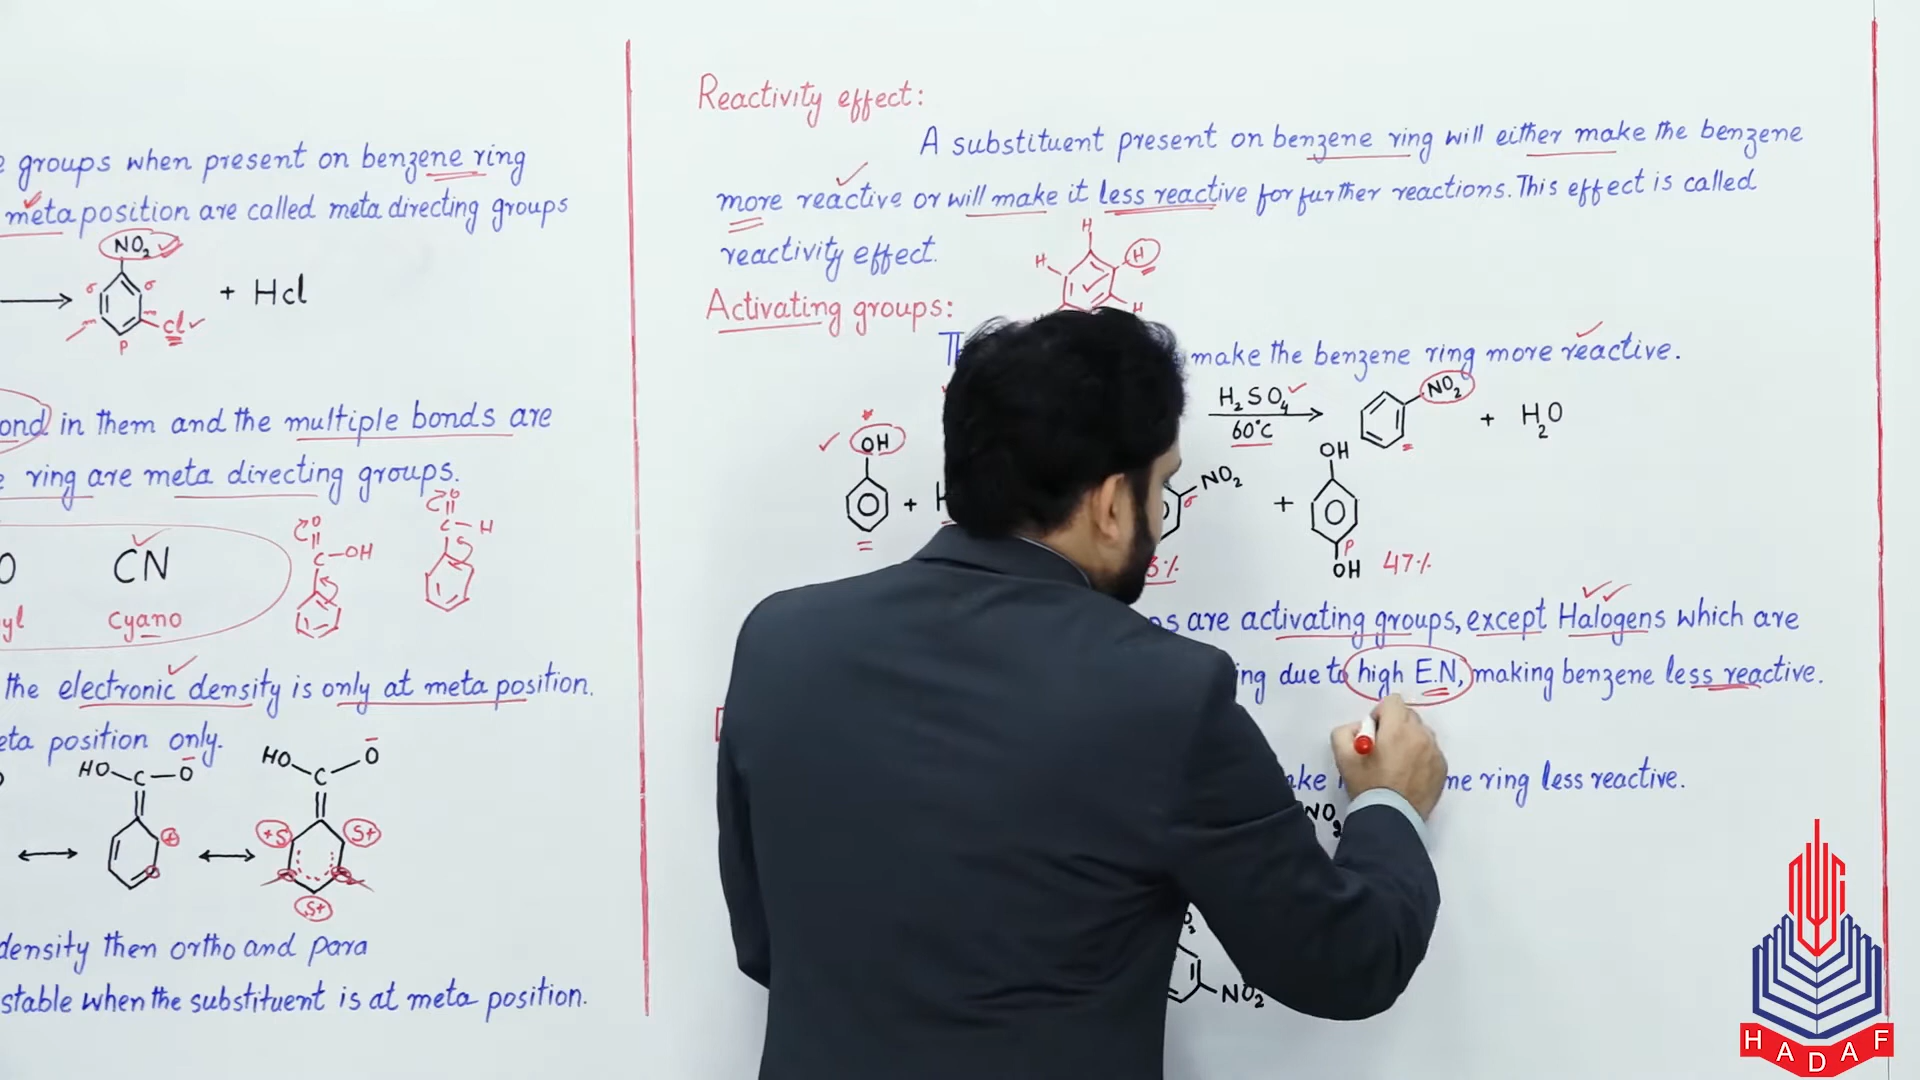 groups when present on benzene ring
meta position are called meta directing groups
NO2
σ σ
m m
p
Cl
+ Hcl
ond in them and the multiple bonds are
ring are meta directing groups.
O
CN
yl
Cyano
O
C-OH
O
C-H
the electronic density is only at meta position.
eta position only.
HO-C-O
HO C O
+S S+
S+
density then ortho and para
stable when the substituent is at meta position.
Reactivity effect:
A substituent present on benzene ring will either make the benzene
more reactive or will make it less reactive for further reactions. This effect is called
reactivity effect.
H
H H
H
Activating groups:
make the benzene ring more reactive.
H2SO4
60°C
NO2
+ H2O
OH
+ H
NO2
σ
+
OH
p
OH
47%
are activating groups, except Halogens which are
ing due to high E.N, making benzene less reactive.
ring less reactive.
NO2
NO2
HADAF